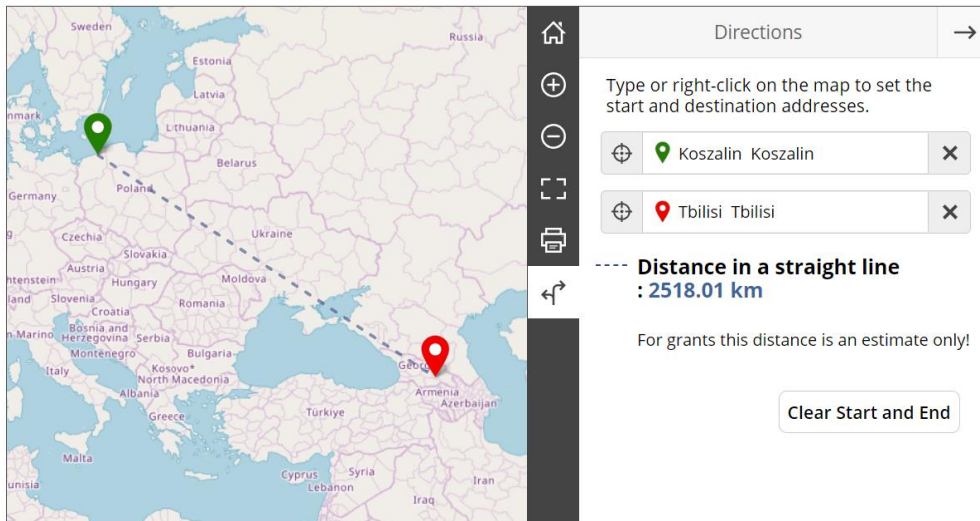 Sweden
Russia
Estonia
Latvia
nmark
Lithuania
Belarus
Poland
Germany
Ukraine
Czechia
Slovakia
Austria
htenstein
Hungary
Moldova
land
Slovenia
Romania
Croatia
n-Marino
Bosnia and
Herzegovina
Serbia
Montenegro
Bulgaria
Italy
Kosovo*
North Macedonia
Georg
Albania
Armenia
Azerbaijan
Greece
Türkiye
Malta
Cyprus
Syria
Lebanon
Iran
unisia
Iraq
Directions
Type or right-click on the map to set the
start and destination addresses.
Koszalin Koszalin
Tbilisi Tbilisi
Distance in a straight line
: 2518.01 km
For grants this distance is an estimate only!
Clear Start and End